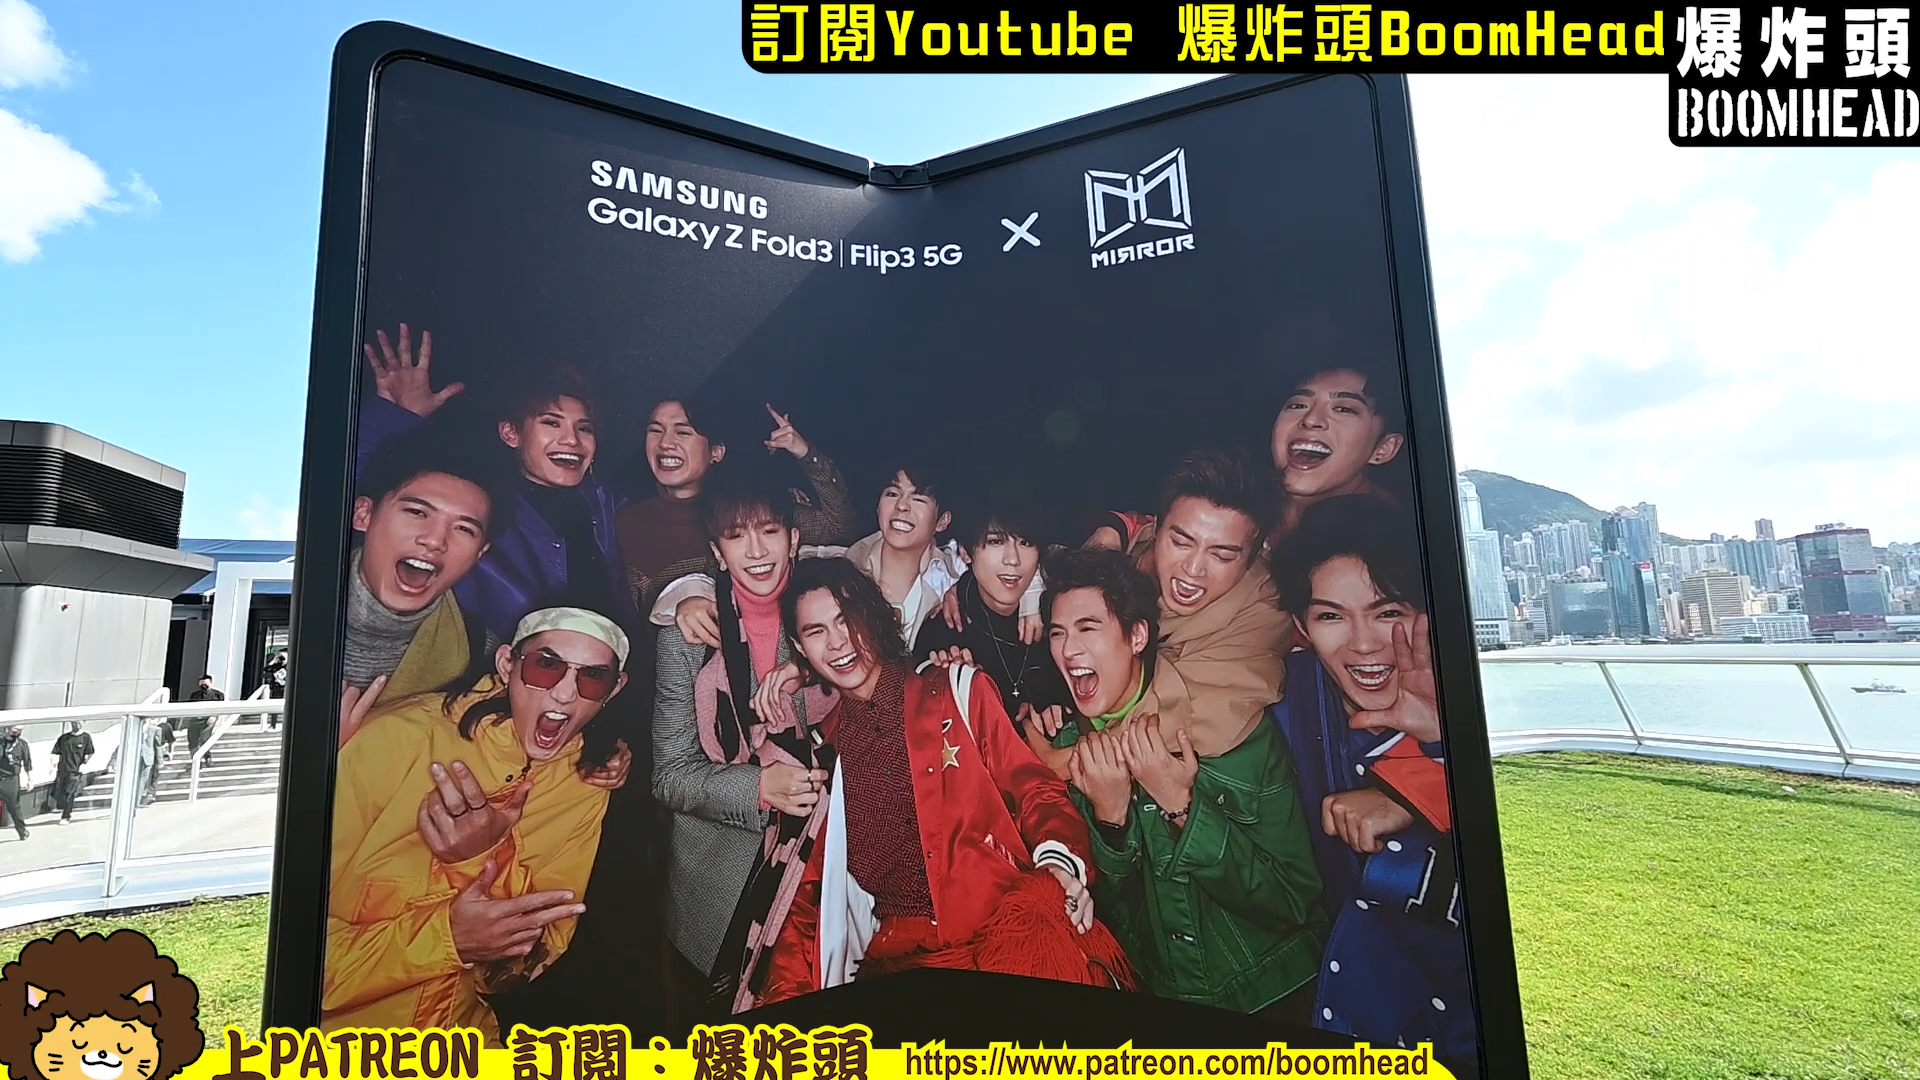 訂閱Youtube 爆炸頭BoomHead
爆炸頭
BOOMHEAD
SAMSUNG
Galaxy Z Fold3 | Flip3 5G
X
MIRROR
上PATREON 訂閱：爆炸頭
https://www.patreon.com/boomhead